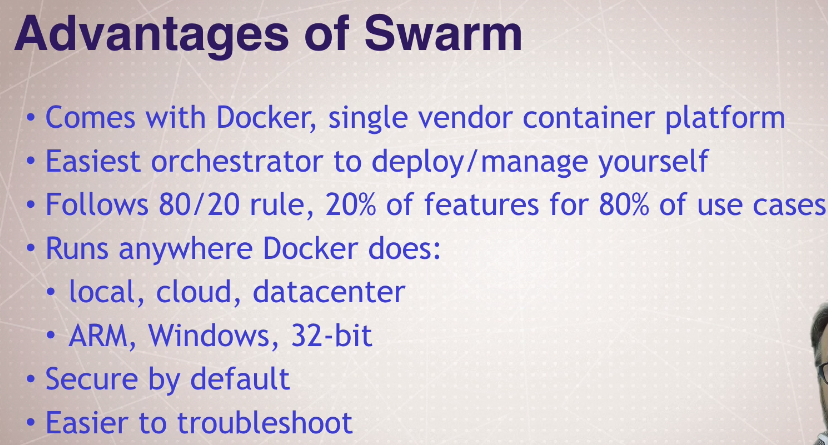 Advantages of Swarm
• Comes with Docker, single vendor container platform
• Easiest orchestrator to deploy/manage yourself
• Follows 80/20 rule, 20% of features for 80% of use cases
• Runs anywhere Docker does:
• local, cloud, datacenter
• ARM, Windows, 32-bit
• Secure by default
• Easier to troubleshoot